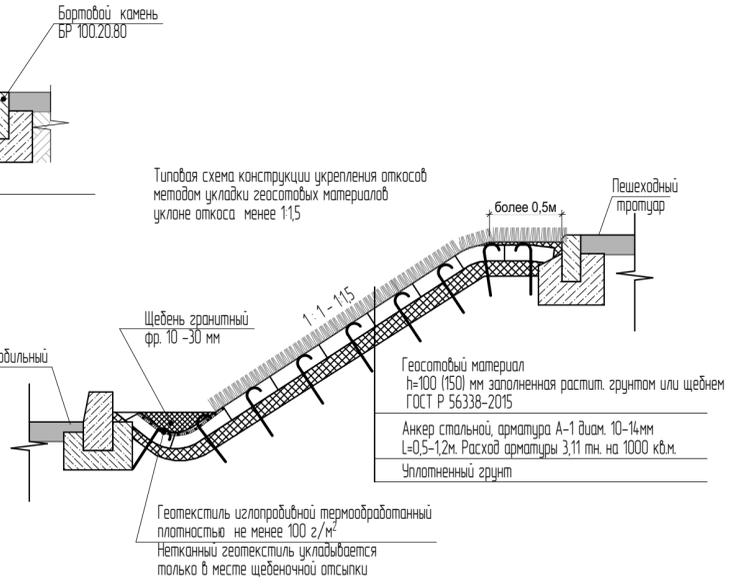 Бортовой камень
БР 100.20.80
Типовая схема конструкции укрепления откосов
методом укладки геосотовых материалов
уклоне откоса менее 1:1,5
более 0,5м
Пешеходный
тротуар
1:1-1:1,5
Щебень гранитный
фр. 10 -30 мм
обильный
Геосотовый материал
h=100 (150) мм заполненная растит. грунтом или щебнем
ГОСТ Р 56338-2015
Анкер стальной, арматура А-1 диам. 10-14мм
L=0,5-1,2м. Расход арматуры 3,11 тн. на 1000 кв.м.
Уплотненный грунт
Геотекстиль иглопробивной термообработанный
плотностью не менее 100 г/м²
Нетканный геотекстиль укладывается
только в месте щебеночной отсыпки